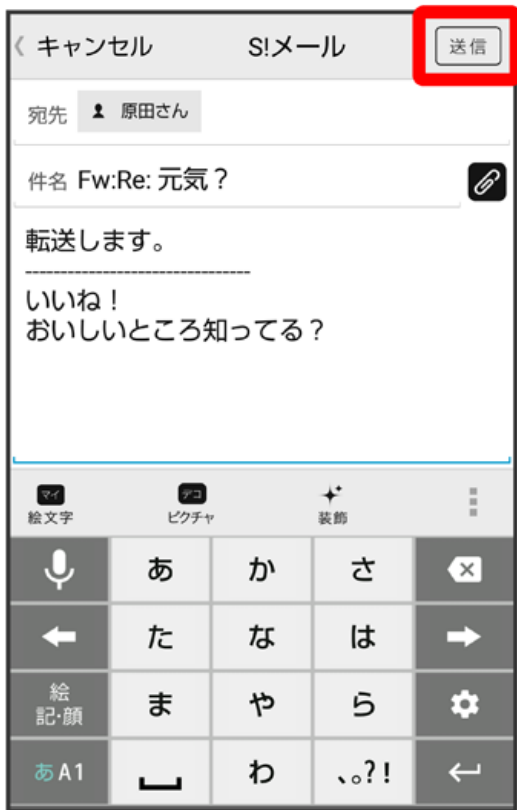 キャンセル S!メール 送信
宛先 原田さん
件名 Fw:Re: 元気？
転送します。
--------------------------------
いいね！
おいしいところ知ってる？
マイ デコ
絵文字 ピクチャ 装飾
あ か さ
た な は
絵
記・顔 ま や ら
あA1 わ 、。?!